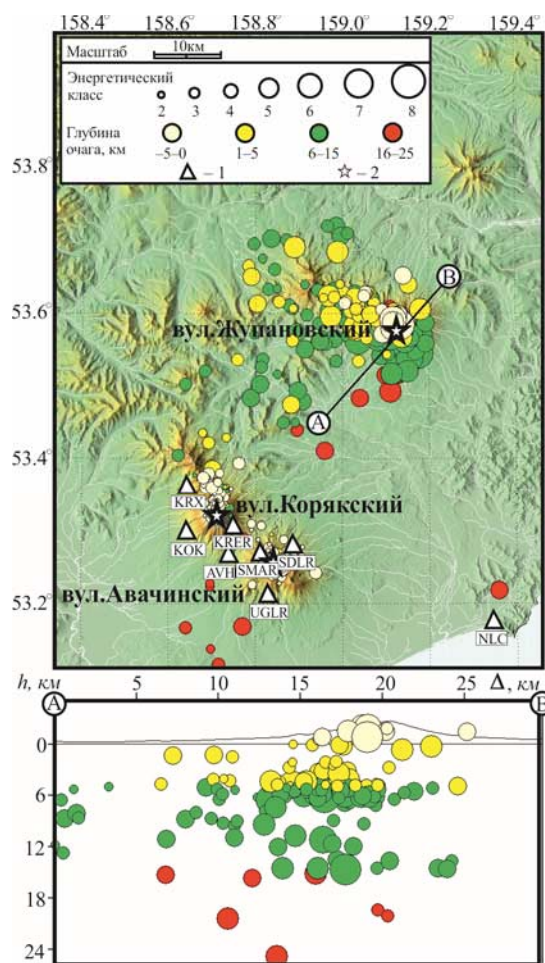 158.4° 158.6° 158.8° 159.0° 159.2° 159.4°
Масштаб 10км
Энергетический класс
2 3 4 5 6 7 8
Глубина очага, км
–5–0 1–5 6–15 16–25
– 1 – 2
53.8°
53.6°
53.4°
53.2°
B
вул.Жупановский
A
KRX
вул.Корякский
KOK
KRER
AVH
SMAR
SDLR
вул.Авачинский
UGLR
NLC
h, км 5 10 15 20 25 Δ, км
A B
0
6
12
18
24